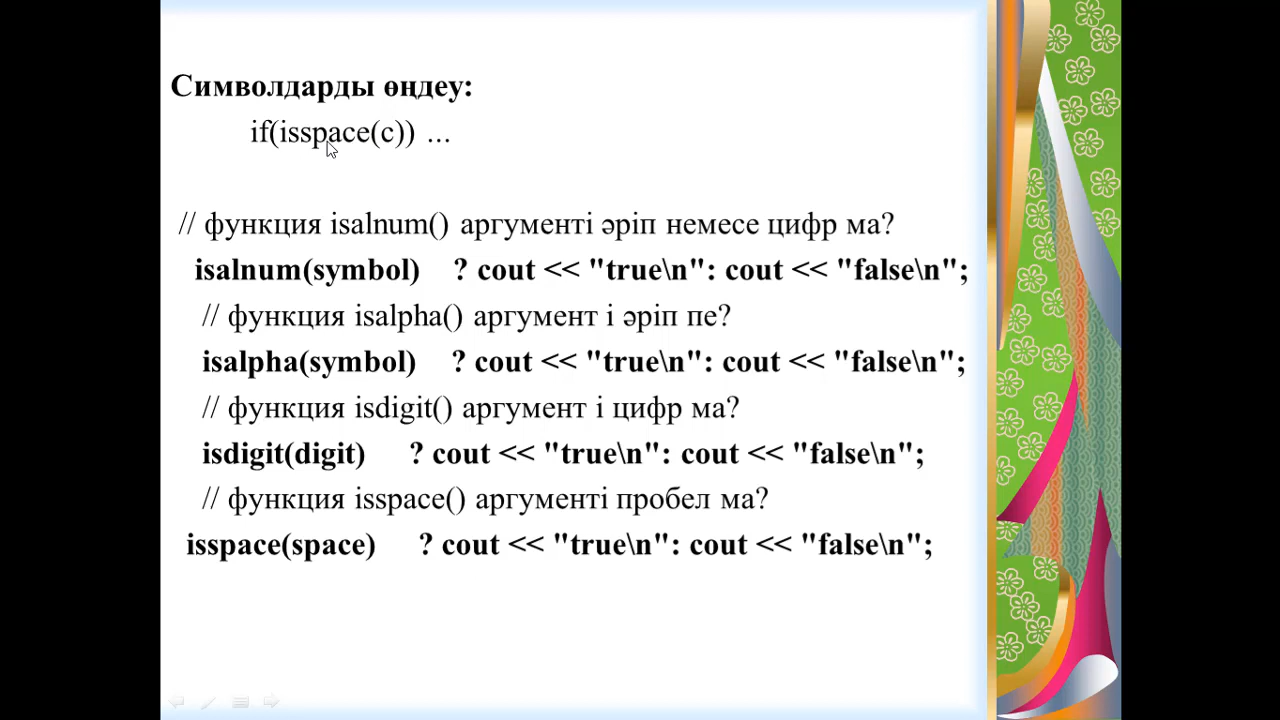 Символдарды өңдеу:
if(isspace(c)) ...
// функция isalnum() аргументі әріп немесе цифр ма?
isalnum(symbol) ? cout << "true\n": cout << "false\n";
// функция isalpha() аргумент і әріп пе?
isalpha(symbol) ? cout << "true\n": cout << "false\n";
// функция isdigit() аргумент і цифр ма?
isdigit(digit) ? cout << "true\n": cout << "false\n";
// функция isspace() аргументі пробел ма?
isspace(space) ? cout << "true\n": cout << "false\n";